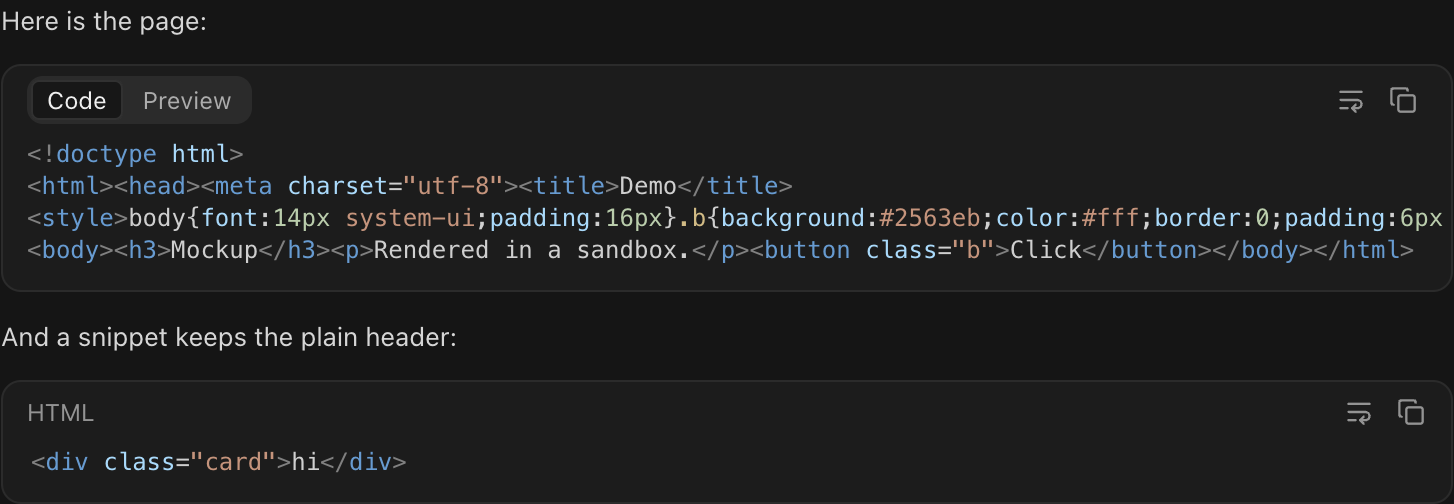 Here is the page:
Code Preview
<!doctype html>
<html><head><meta charset="utf-8"><title>Demo</title>
<style>body{font:14px system-ui;padding:16px}.b{background:#2563eb;color:#fff;border:0;padding:6px
<body><h3>Mockup</h3><p>Rendered in a sandbox.</p><button class="b">Click</button></body></html>
And a snippet keeps the plain header:
HTML
<div class="card">hi</div>